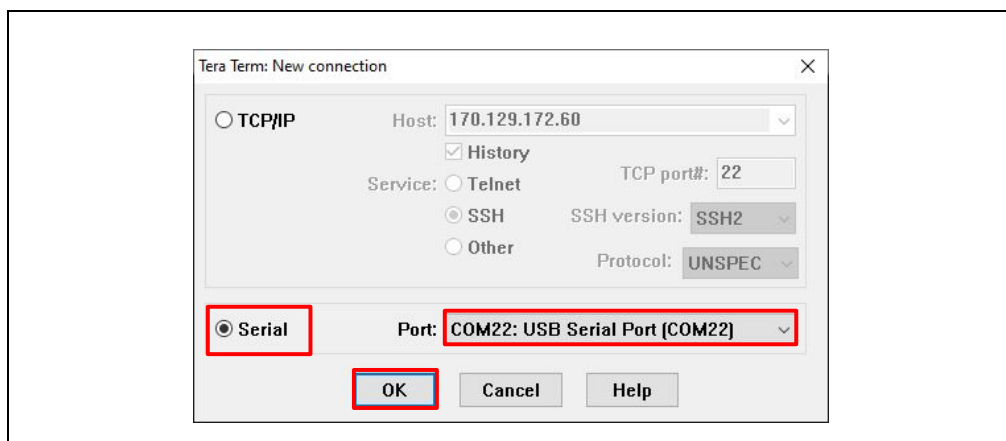 Tera Term: New connection
TCP/IP Host: 170.129.172.60
History
Service: Telnet TCP port#: 22
SSH SSH version: SSH2
Other Protocol: UNSPEC
Serial Port: COM22: USB Serial Port (COM22)
OK Cancel Help